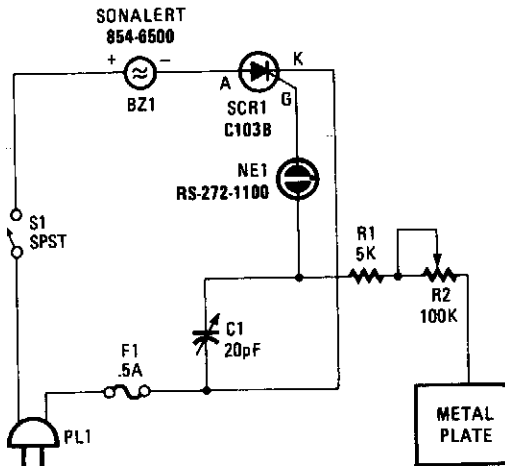 SONALERT
854-6500
+ −
BZ1
A
K
G
SCR1
C103B
NE1
RS-272-1100
S1
SPST
R1
5K
R2
100K
C1
20pF
F1
.5A
PL1
METAL
PLATE